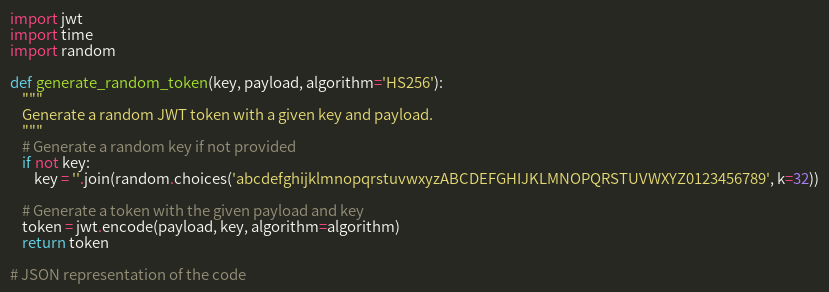 import jwt
import time
import random

def generate_random_token(key, payload, algorithm='HS256'):
    """
    Generate a random JWT token with a given key and payload.
    """
    # Generate a random key if not provided
    if not key:
        key = ''.join(random.choices('abcdefghijklmnopqrstuvwxyzABCDEFGHIJKLMNOPQRSTUVWXYZ0123456789', k=32))

    # Generate a token with the given payload and key
    token = jwt.encode(payload, key, algorithm=algorithm)
    return token

# JSON representation of the code